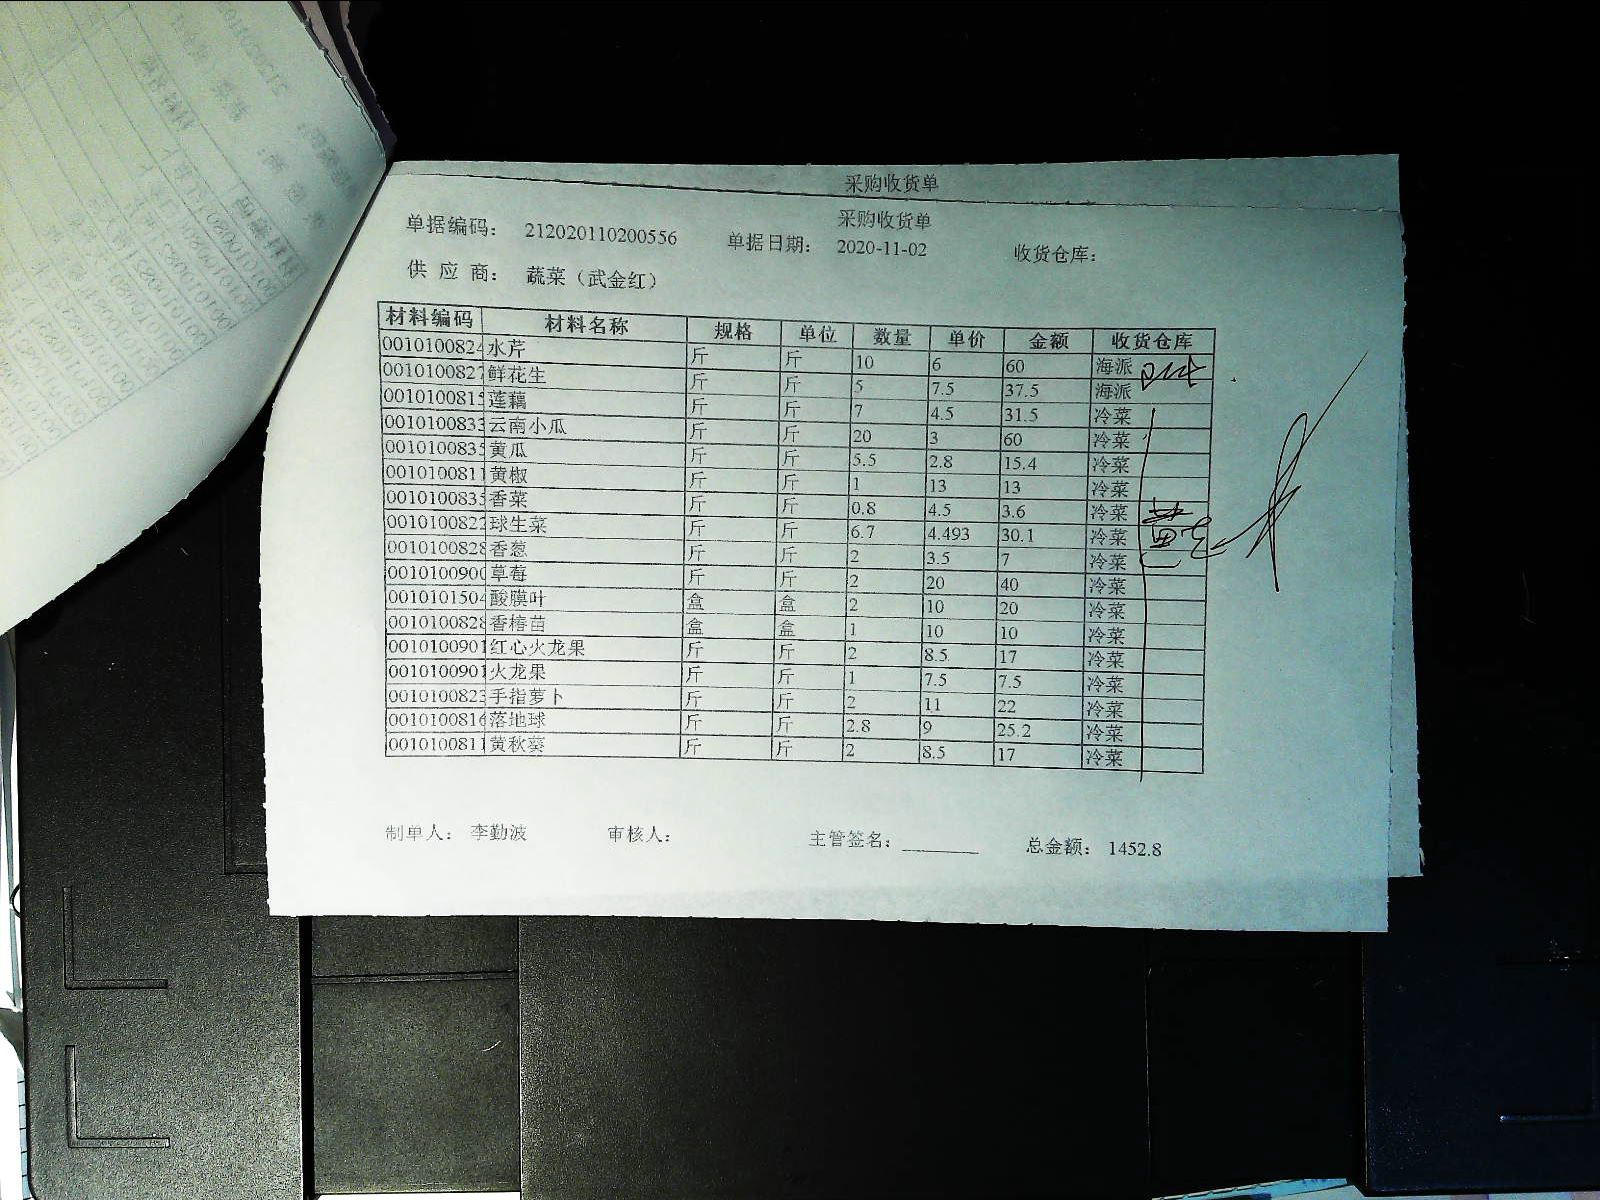 采购收货单
采购收货单
单据编码： 212020110200556 单据日期： 2020-11-02 收货仓库：
供 应 商： 蔬菜（武金红）
材料编码 材料名称 规格 单位 数量 单价 金额 收货仓库
0010100824 水芹 斤 斤 10 6 60 海派
0010100827 鲜花生 斤 斤 5 7.5 37.5 海派
0010100815 莲藕 斤 斤 7 4.5 31.5 冷菜
0010100833 云南小瓜 斤 斤 20 3 60 冷菜
0010100835 黄瓜 斤 斤 5.5 2.8 15.4 冷菜
0010100811 黄椒 斤 斤 1 13 13 冷菜
0010100835 香菜 斤 斤 0.8 4.5 3.6 冷菜
0010100822 球生菜 斤 斤 6.7 4.493 30.1 冷菜
0010100828 香葱 斤 斤 2 3.5 7 冷菜
0010100900 草莓 斤 斤 2 20 40 冷菜
0010101504 酸膜叶 盒 盒 2 10 20 冷菜
0010100828 香椿苗 盒 盒 1 10 10 冷菜
0010100901 红心火龙果 斤 斤 2 8.5 17 冷菜
0010100901 火龙果 斤 斤 1 7.5 7.5 冷菜
0010100823 手指萝卜 斤 斤 2 11 22 冷菜
0010100816 落地球 斤 斤 2.8 9 25.2 冷菜
0010100811 黄秋葵 斤 斤 2 8.5 17 冷菜
制单人： 李勤波 审核人： 主管签名： 总金额： 1452.8